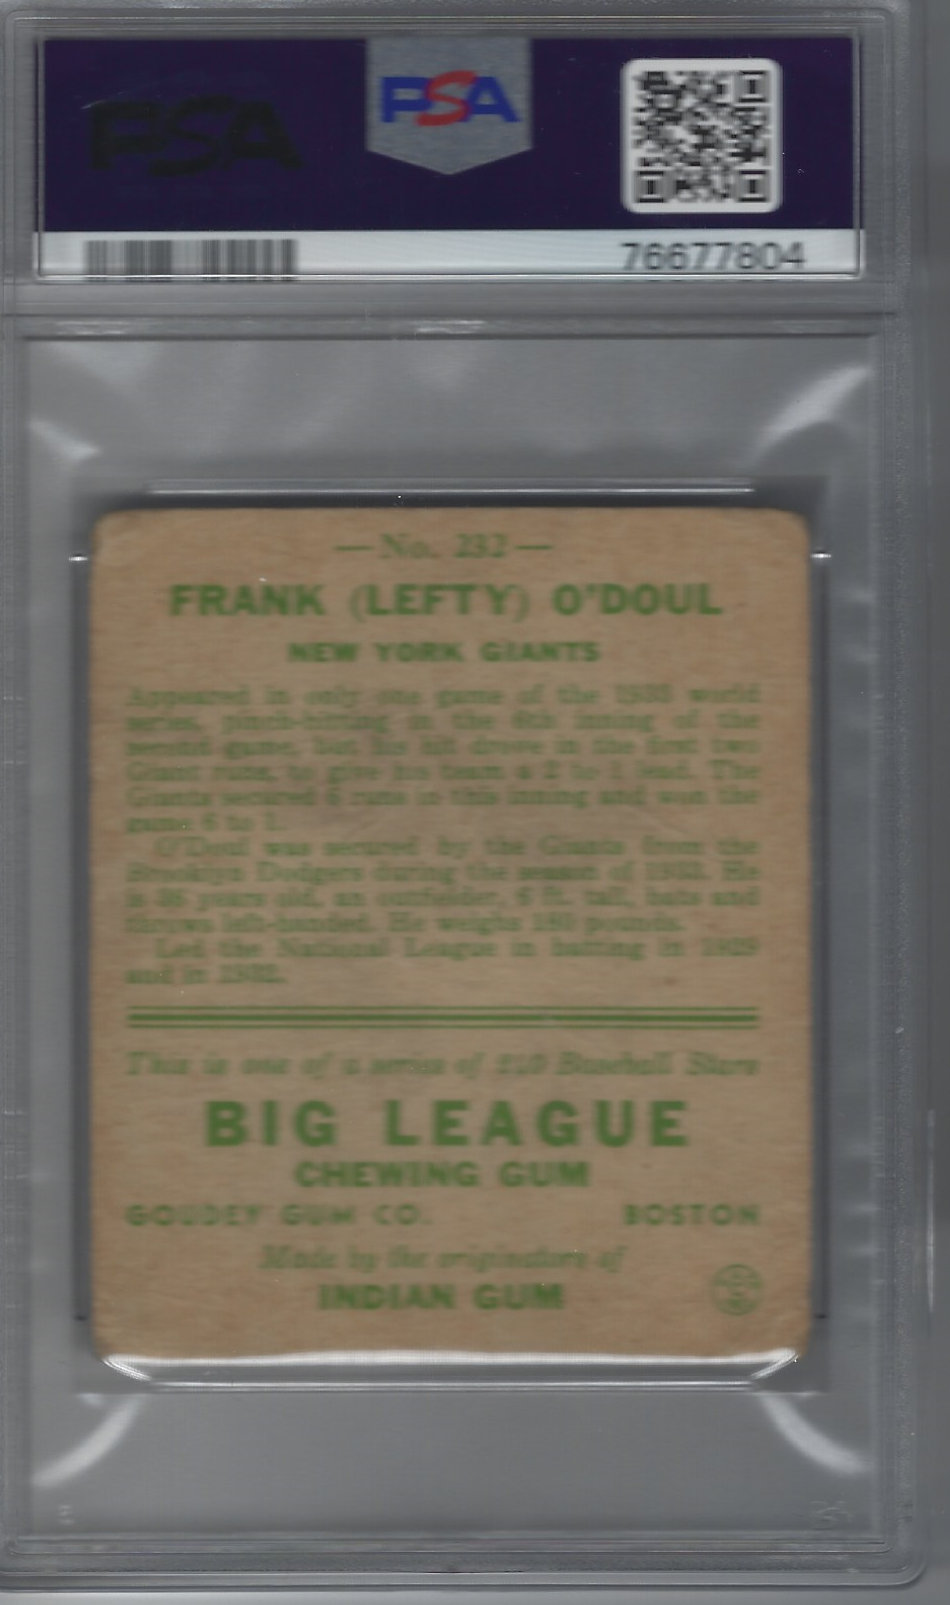 PSA
PSA
76677804
— No. 232 —
FRANK (LEFTY) O'DOUL
NEW YORK GIANTS
Appeared in only one game of the 1933 world
series, pinch-hitting in the 6th inning of the
second game, but his hit drove in the first two
Giant runs, to give his team a 2 to 1 lead. The
Giants secured 6 runs in this inning and won the
game 6 to 1.
O'Doul was secured by the Giants from the
Brooklyn Dodgers during the season of 1933. He
is 36 years old, an outfielder, 6 ft. tall, bats and
throws left-handed. He weighs 180 pounds.
Led the National League in batting in 1929
and in 1932.
This is one of a series of 210 Baseball Stars
BIG LEAGUE
CHEWING GUM
GOUDEY GUM CO. BOSTON
Made by the originators of
INDIAN GUM